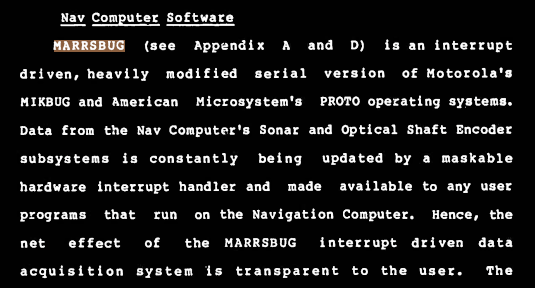 Nav Computer Software
MARRSBUG (see Appendix A and D) is an interrupt
driven, heavily modified serial version of Motorola's
MIKBUG and American Microsystem's PROTO operating systems.
Data from the Nav Computer's Sonar and Optical Shaft Encoder
subsystems is constantly being updated by a maskable
hardware interrupt handler and made available to any user
programs that run on the Navigation Computer. Hence, the
net effect of the MARRSBUG interrupt driven data
acquisition system is transparent to the user. The